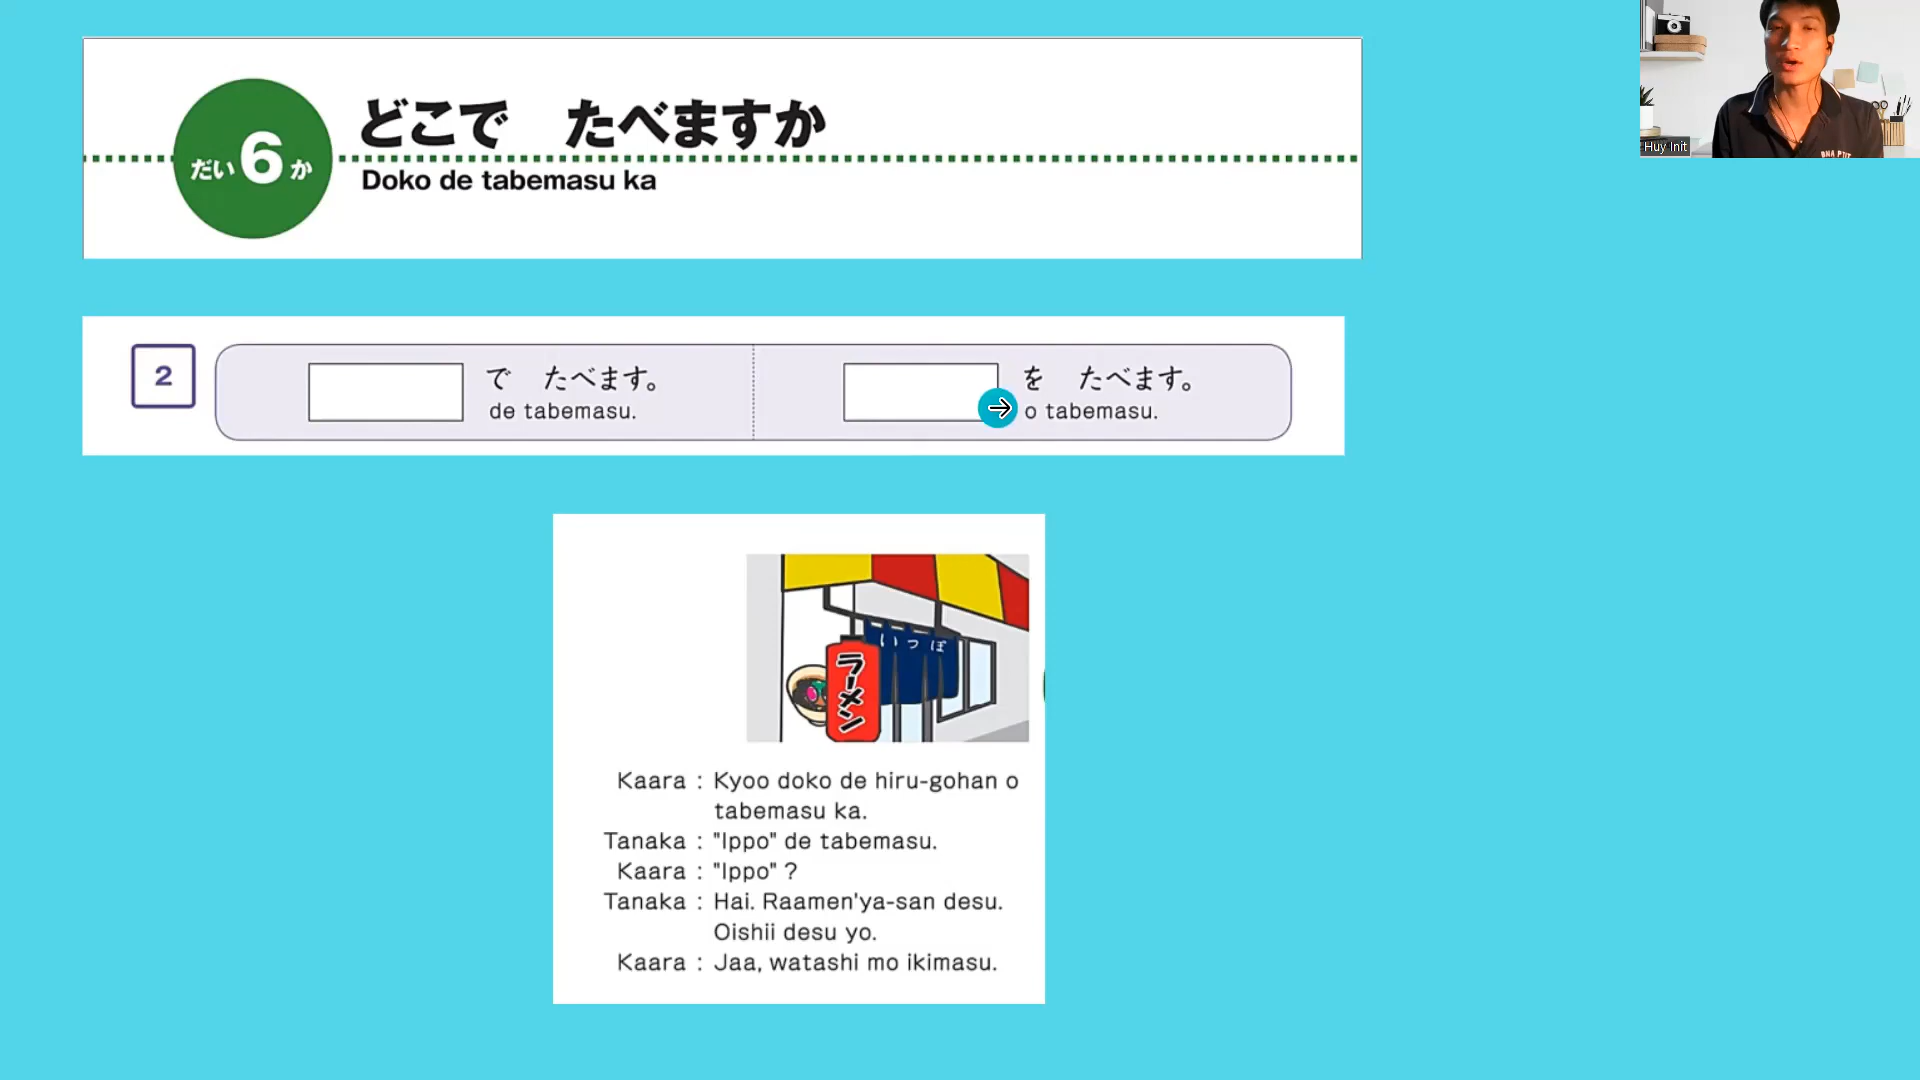 どこで　たべますか
だい6か
Doko de tabemasu ka
2
で　たべます。
de tabemasu.
を　たべます。
o tabemasu.
いっぽ
ラーメン
Kaara : Kyoo doko de hiru-gohan o
tabemasu ka.
Tanaka : "Ippo" de tabemasu.
Kaara : "Ippo" ?
Tanaka : Hai. Raamen'ya-san desu.
Oishii desu yo.
Kaara : Jaa, watashi mo ikimasu.
Huy Init